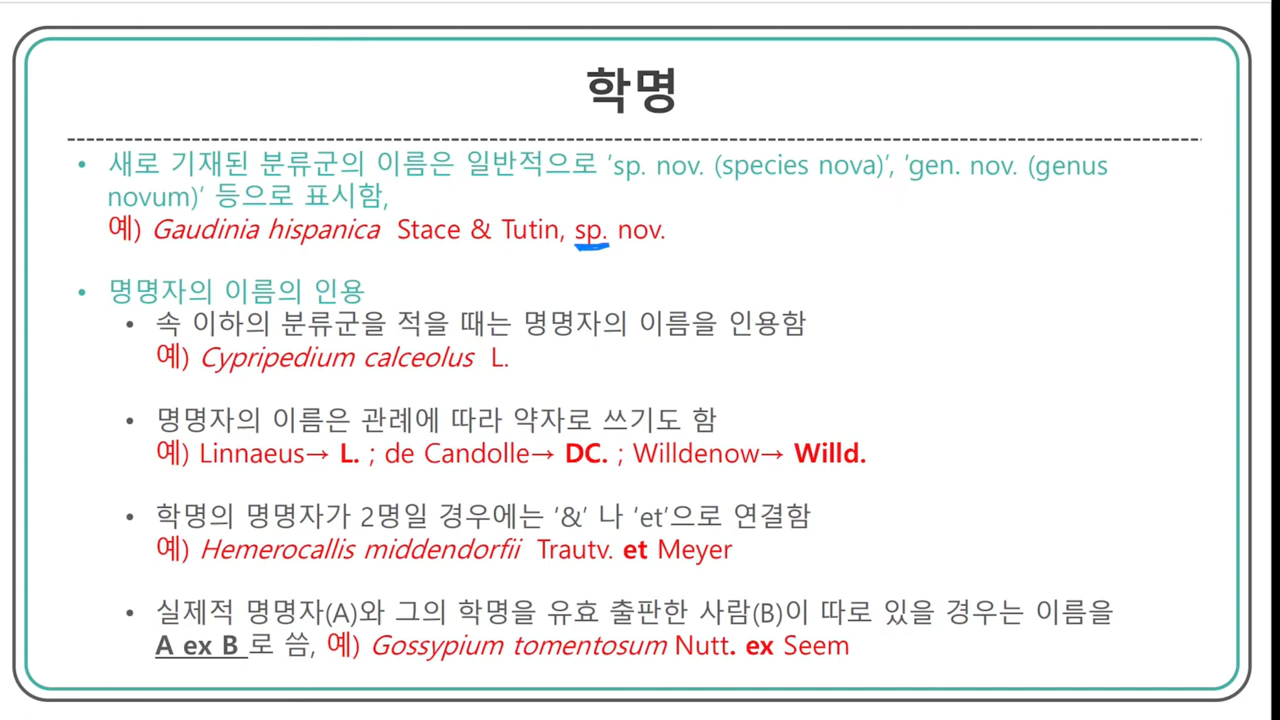 학명
• 새로 기재된 분류군의 이름은 일반적으로 'sp. nov. (species nova)', 'gen. nov. (genus
novum)' 등으로 표시함,
예) Gaudinia hispanica Stace & Tutin, sp. nov.
• 명명자의 이름의 인용
• 속 이하의 분류군을 적을 때는 명명자의 이름을 인용함
예) Cypripedium calceolus L.
• 명명자의 이름은 관례에 따라 약자로 쓰기도 함
예) Linnaeus→ L. ; de Candolle→ DC. ; Willdenow→ Willd.
• 학명의 명명자가 2명일 경우에는 '&' 나 'et'으로 연결함
예) Hemerocallis middendorfii Trautv. et Meyer
• 실제적 명명자(A)와 그의 학명을 유효 출판한 사람(B)이 따로 있을 경우는 이름을
A ex B 로 씀, 예) Gossypium tomentosum Nutt. ex Seem